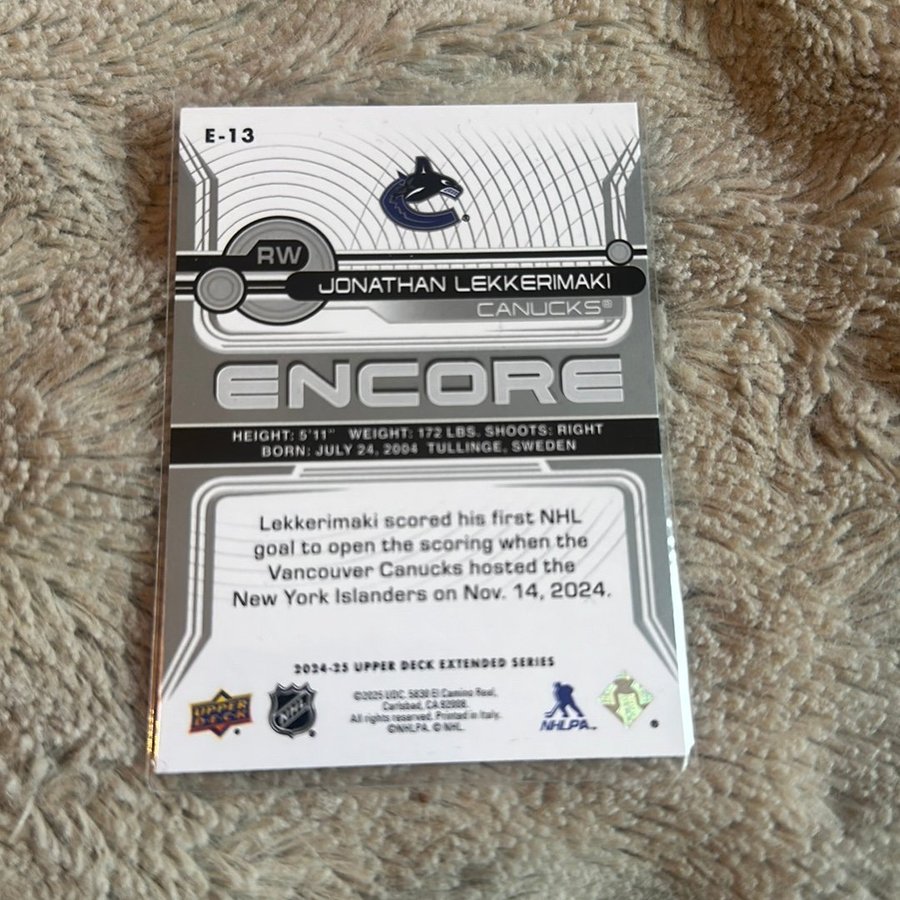 E-13
RW
JONATHAN LEKKERIMAKI
CANUCKS®
ENCORE
HEIGHT: 5'11" WEIGHT: 172 LBS. SHOOTS: RIGHT
BORN: JULY 24, 2004 TULLINGE, SWEDEN
Lekkerimaki scored his first NHL
goal to open the scoring when the
Vancouver Canucks hosted the
New York Islanders on Nov. 14, 2024.
2024-25 UPPER DECK EXTENDED SERIES
UPPER DECK
NHL
©2025 UDC. 5830 El Camino Real,
Carlsbad, CA 92008.
All rights reserved. Printed in Italy.
©NHLPA. ©NHL.
NHLPA